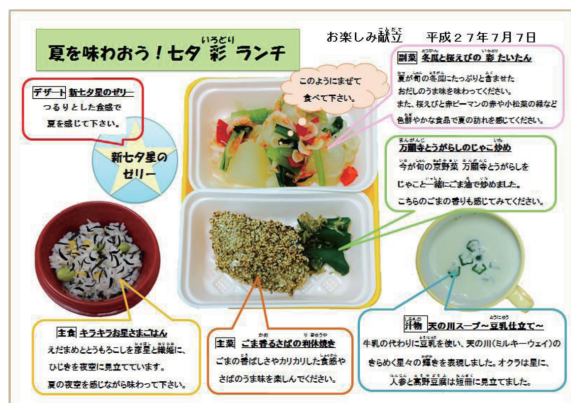 お楽しみ献立 平成27年7月7日
夏を味わおう！七夕彩ランチ
副菜 冬瓜と桜えびの 彩 たいたん
夏が旬の冬瓜にたっぷりと含ませた
おだしのうま味を味わってください。
また、桜えびと赤ピーマンの赤や小松菜の緑など
色鮮やかな食品で夏の訪れを感じてください。
このようにまぜて
食べて下さい。
デザート 新七夕星のゼリー
つるりとした食感で
夏を感じて下さい。
新七夕星の
ゼリー
万願寺とうがらしのじゃこ炒め
今が旬の京野菜 万願寺とうがらしを
じゃこと一緒にごま油で炒めました。
こちらのごまの香りも感じてみてください。
主食 キラキラお星さまごはん
えだまめととうもろこしを彦星と織姫に、
ひじきを夜空に見立てています。
夏の夜空を感じながら味わって下さい。
主菜 ごま香るさばの利休焼き
ごまの香ばしさやカリカリした食感や
さばのうま味を楽しんでください。
汁物 天の川スープ～豆乳仕立て～
牛乳の代わりに豆乳を使い、天の川（ミルキーウェイ）の
きらめく星々の輝きを表現しました。オクラは星に、
人参と高野豆腐は短冊に見立てました。